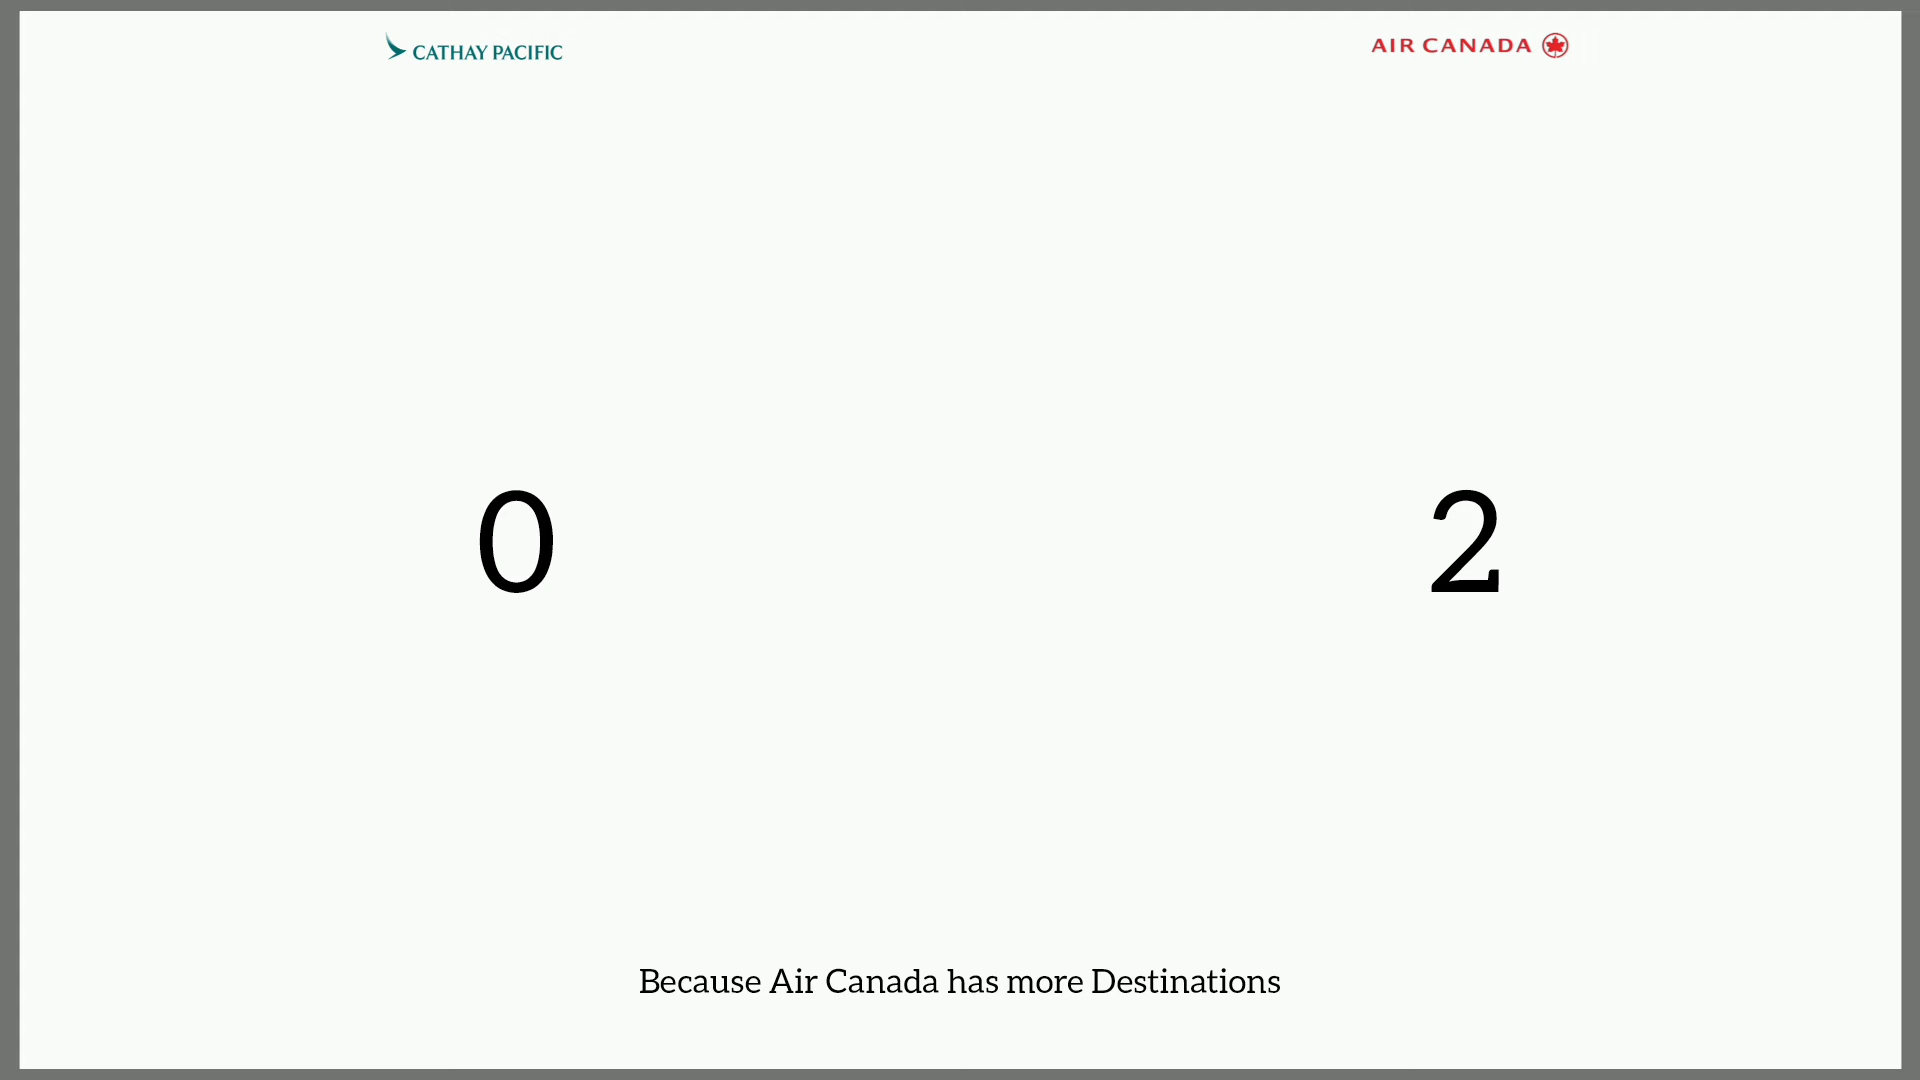 CATHAY PACIFIC
AIR CANADA
0
2
Because Air Canada has more Destinations